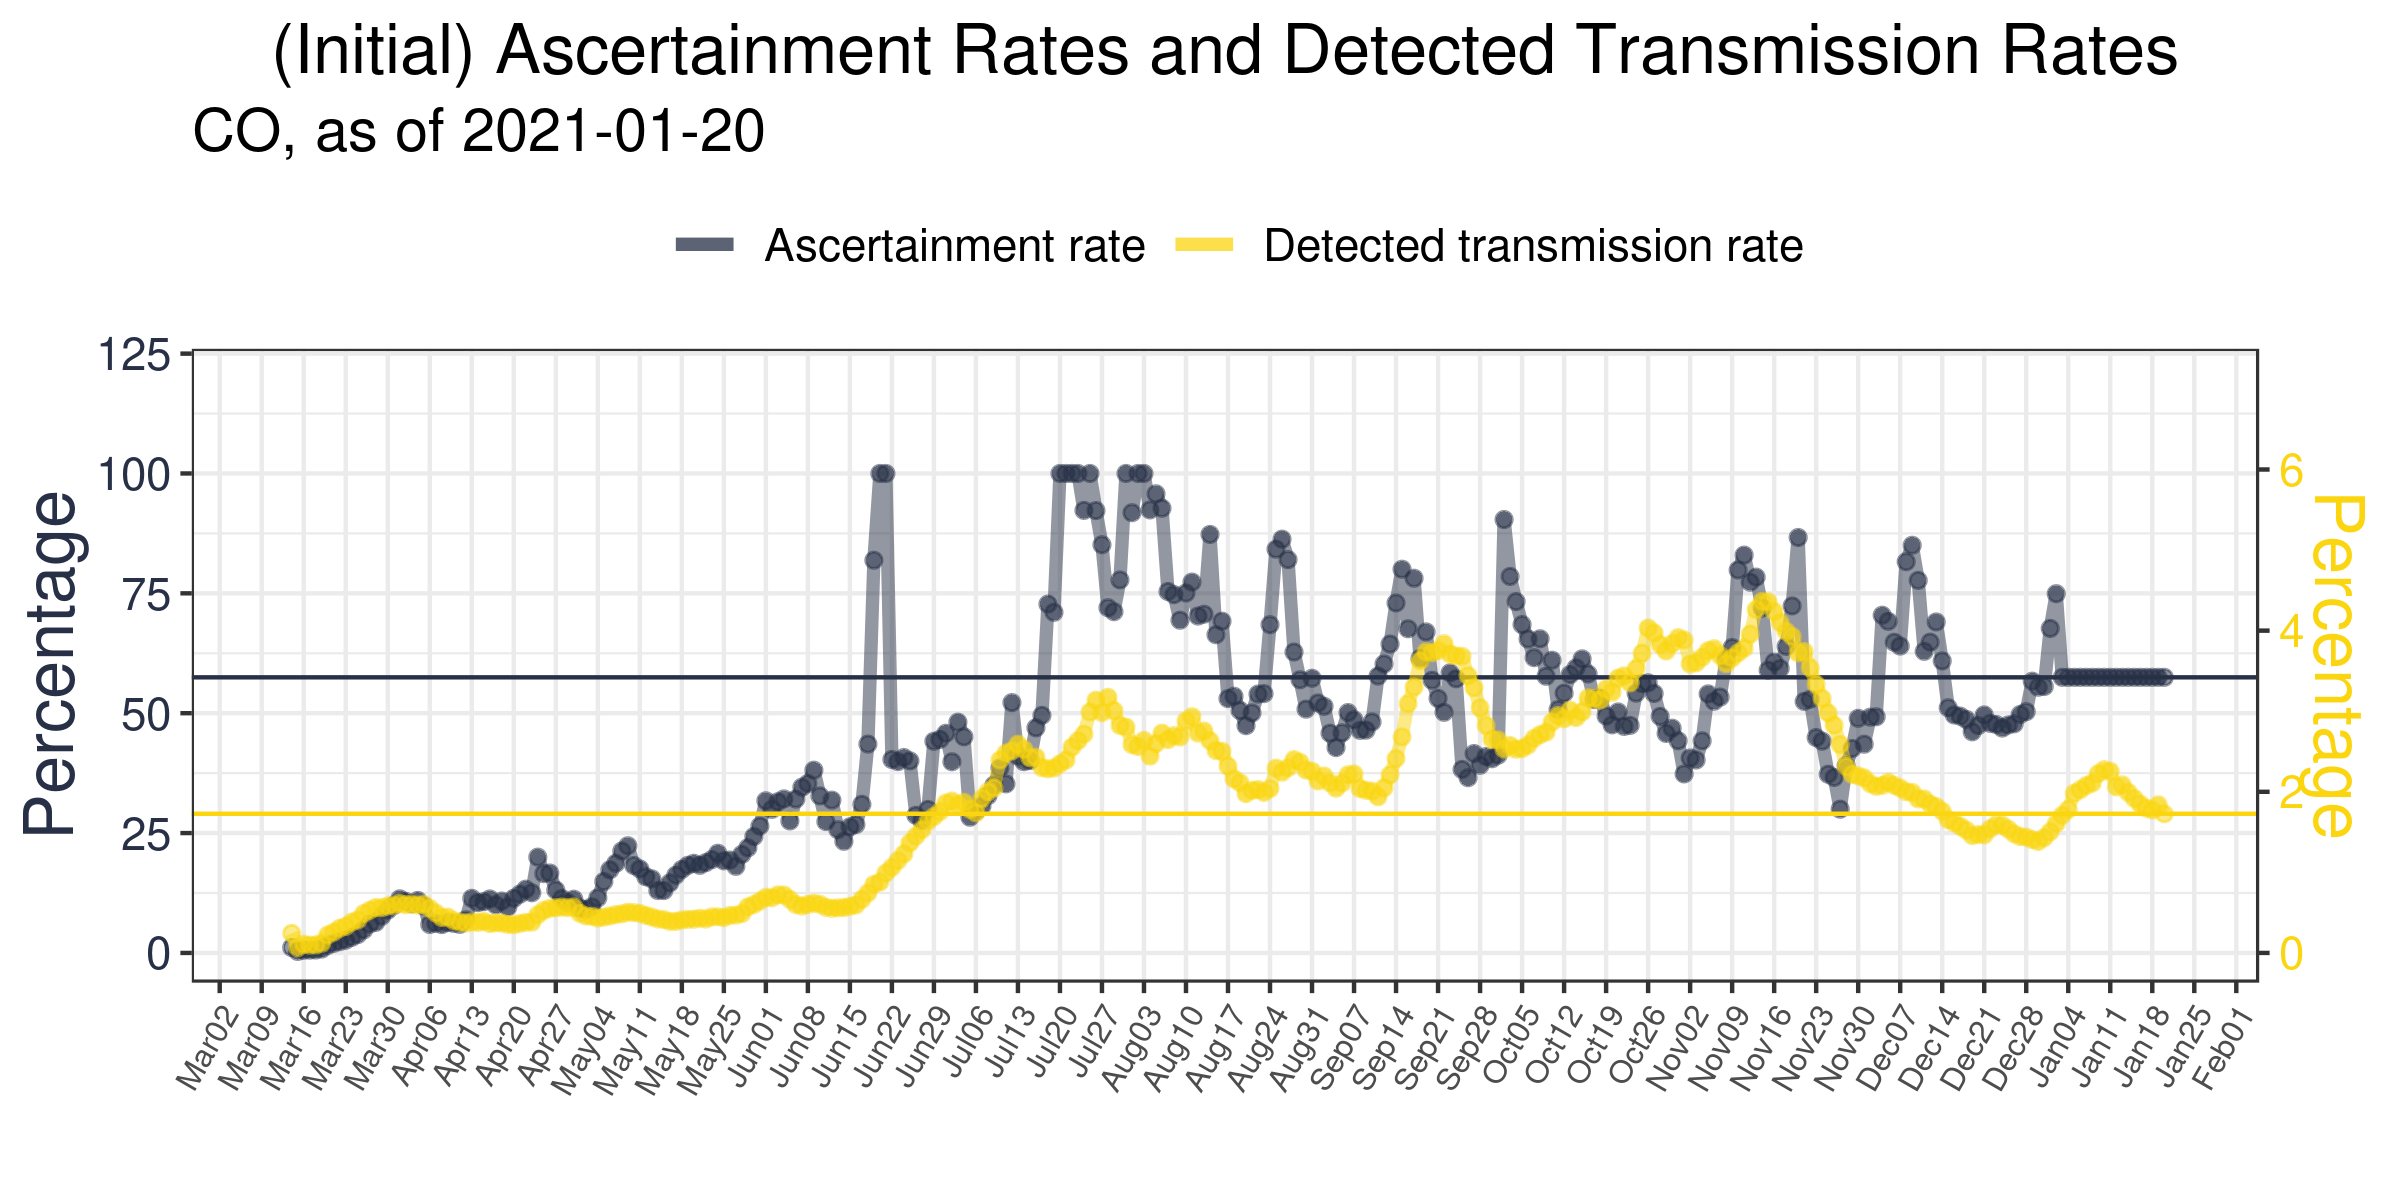 (Initial) Ascertainment Rates and Detected Transmission Rates
CO, as of 2021-01-20
Ascertainment rate
Detected transmission rate
125
100
75
50
25
0
Percentage
6
4
2
0
Percentage
Mar02
Mar09
Mar16
Mar23
Mar30
Apr06
Apr13
Apr20
Apr27
May04
May11
May18
May25
Jun01
Jun08
Jun15
Jun22
Jun29
Jul06
Jul13
Jul20
Jul27
Aug03
Aug10
Aug17
Aug24
Aug31
Sep07
Sep14
Sep21
Sep28
Oct05
Oct12
Oct19
Oct26
Nov02
Nov09
Nov16
Nov23
Nov30
Dec07
Dec14
Dec21
Dec28
Jan04
Jan11
Jan18
Jan25
Feb01